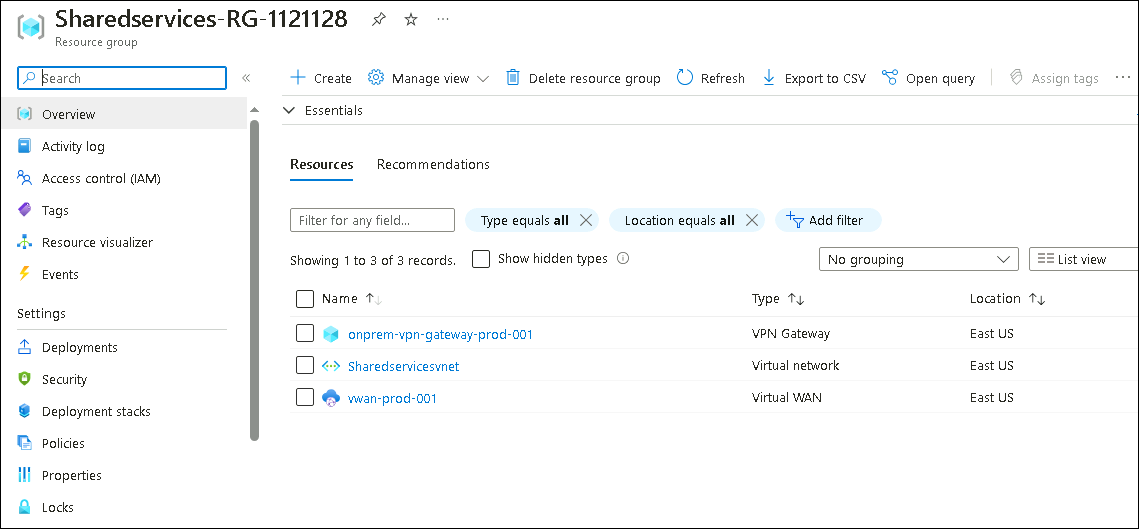 Sharedservices-RG-1121128
Resource group
Search
Overview
Activity log
Access control (IAM)
Tags
Resource visualizer
Events
Settings
Deployments
Security
Deployment stacks
Policies
Properties
Locks
Create Manage view Delete resource group Refresh Export to CSV Open query Assign tags
Essentials
Resources Recommendations
Filter for any field... Type equals all Location equals all Add filter
Showing 1 to 3 of 3 records. Show hidden types No grouping List view
Name Type Location
onprem-vpn-gateway-prod-001 VPN Gateway East US
Sharedservicesvnet Virtual network East US
vwan-prod-001 Virtual WAN East US